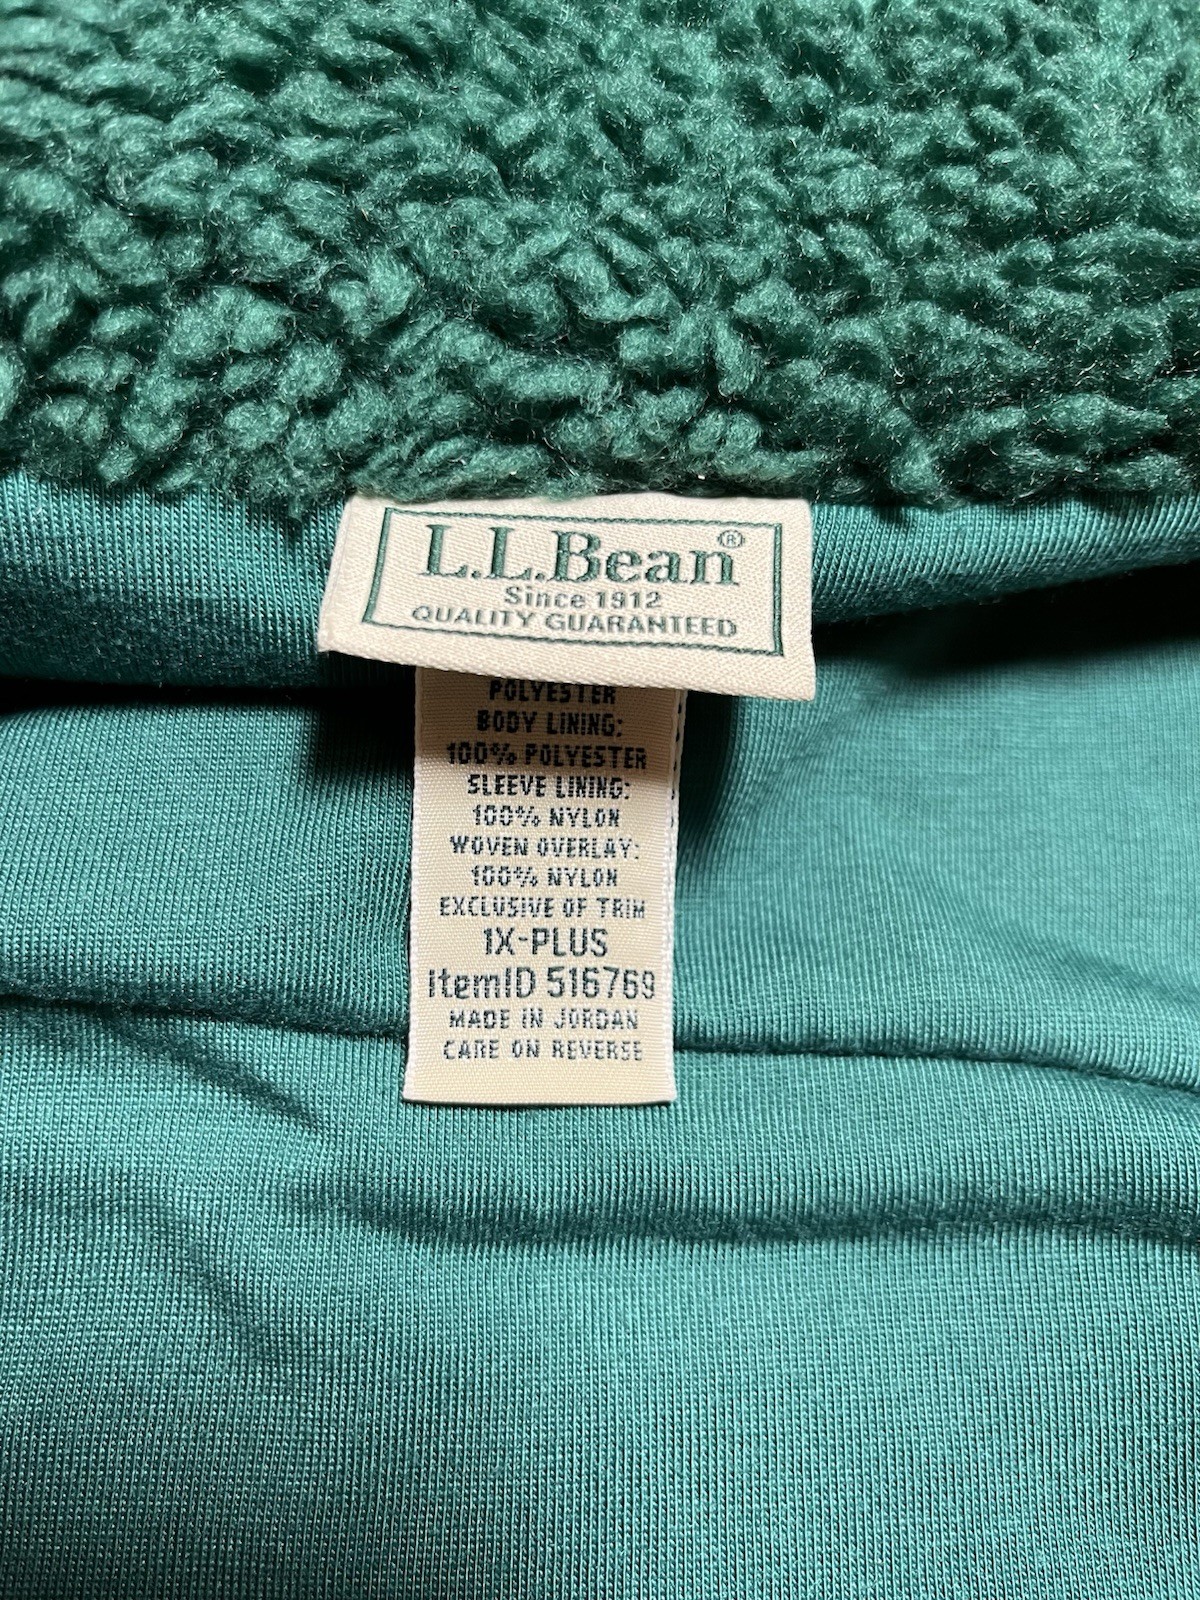 L.L.Bean®
Since 1912
QUALITY GUARANTEED
POLYESTER
BODY LINING:
100% POLYESTER
SLEEVE LINING:
100% NYLON
WOVEN OVERLAY:
100% NYLON
EXCLUSIVE OF TRIM
1X-PLUS
ItemID 516769
MADE IN JORDAN
CARE ON REVERSE